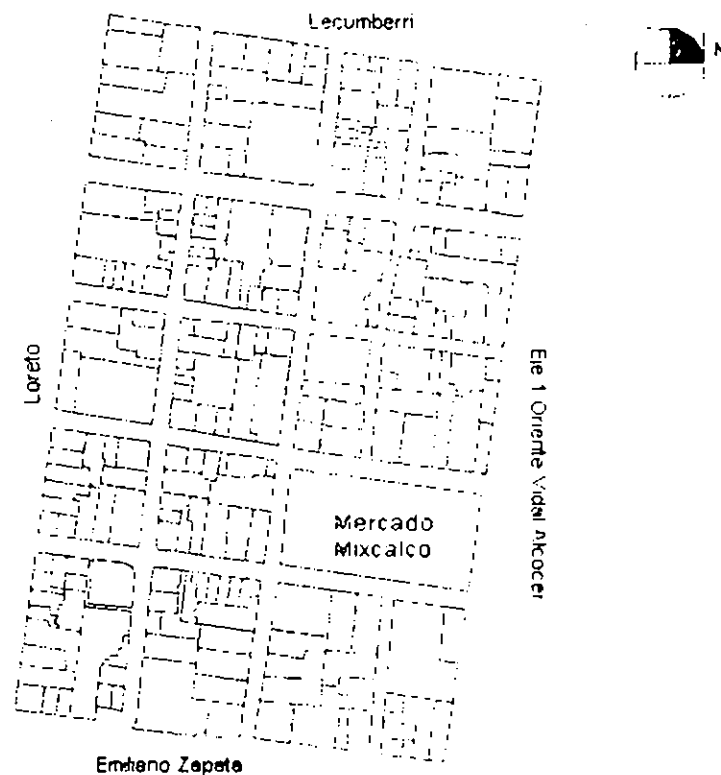 Lecumberri
N
Loreto
Eje 1 Oriente Vidal Alcocer
Mercado
Mixcalco
Emiliano Zapata